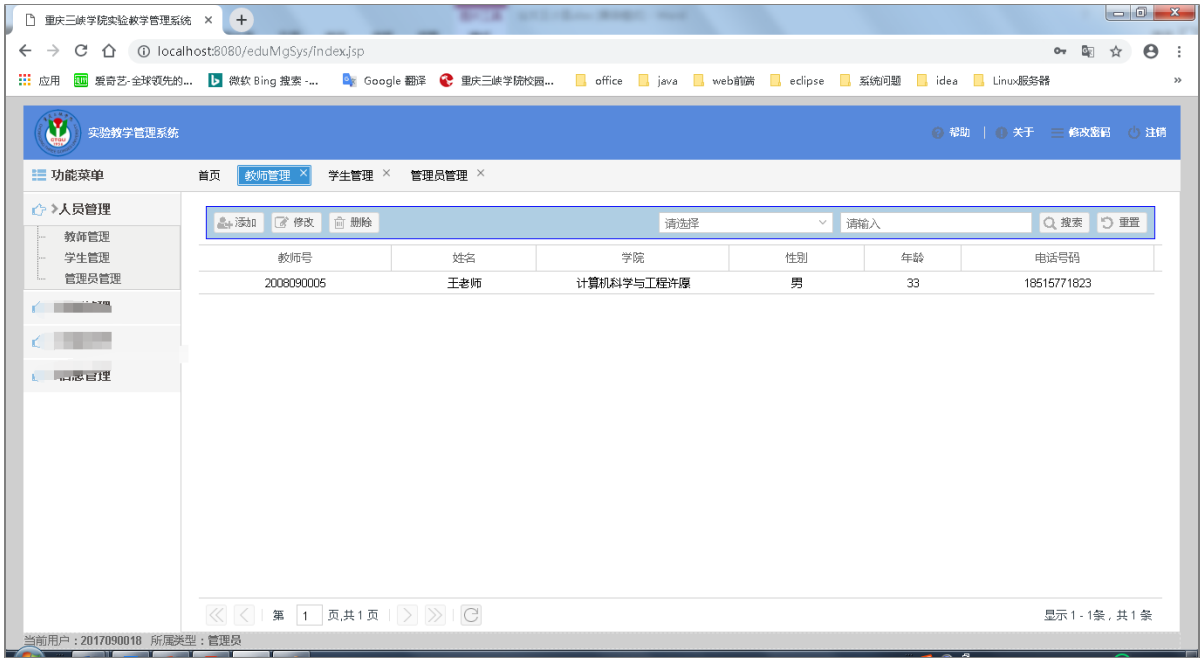 重庆三峡学院实验教学管理系统
localhost:8080/eduMgSys/index.jsp
应用 爱奇艺-全球领先的... 微软 Bing 搜索 -... Google 翻译 重庆三峡学院校园... office java web前端 eclipse 系统问题 idea Linux服务器 »
实验教学管理系统 帮助 | 关于 修改密码 注销
功能菜单 首页 教师管理 × 学生管理 × 管理员管理 ×
人员管理
教师管理
学生管理
管理员管理
信息管理
添加 修改 删除 请选择 请输入 搜索 重置
教师号 姓名 学院 性别 年龄 电话号码
2008090005 王老师 计算机科学与工程许愿 男 33 18515771823
第 1 页,共1页 显示1-1条,共1条
当前用户:2017090018 所属类型:管理员